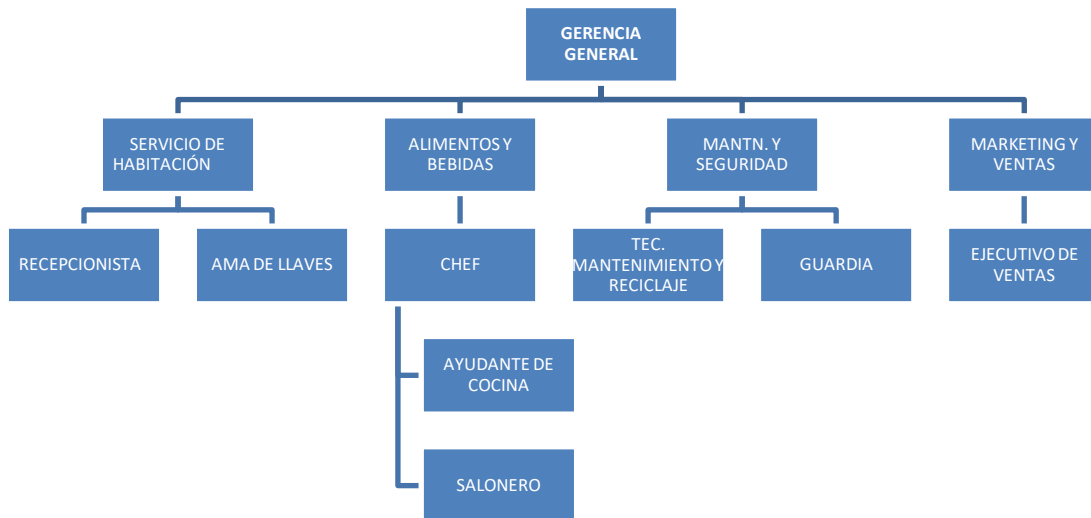 GERENCIA
GENERAL
SERVICIO DE
HABITACIÓN
ALIMENTOS Y
BEBIDAS
MANTN. Y
SEGURIDAD
MARKETING Y
VENTAS
RECEPCIONISTA
AMA DE LLAVES
CHEF
TEC.
MANTENIMIENTO Y
RECICLAJE
GUARDIA
EJECUTIVO DE
VENTAS
AYUDANTE DE
COCINA
SALONERO